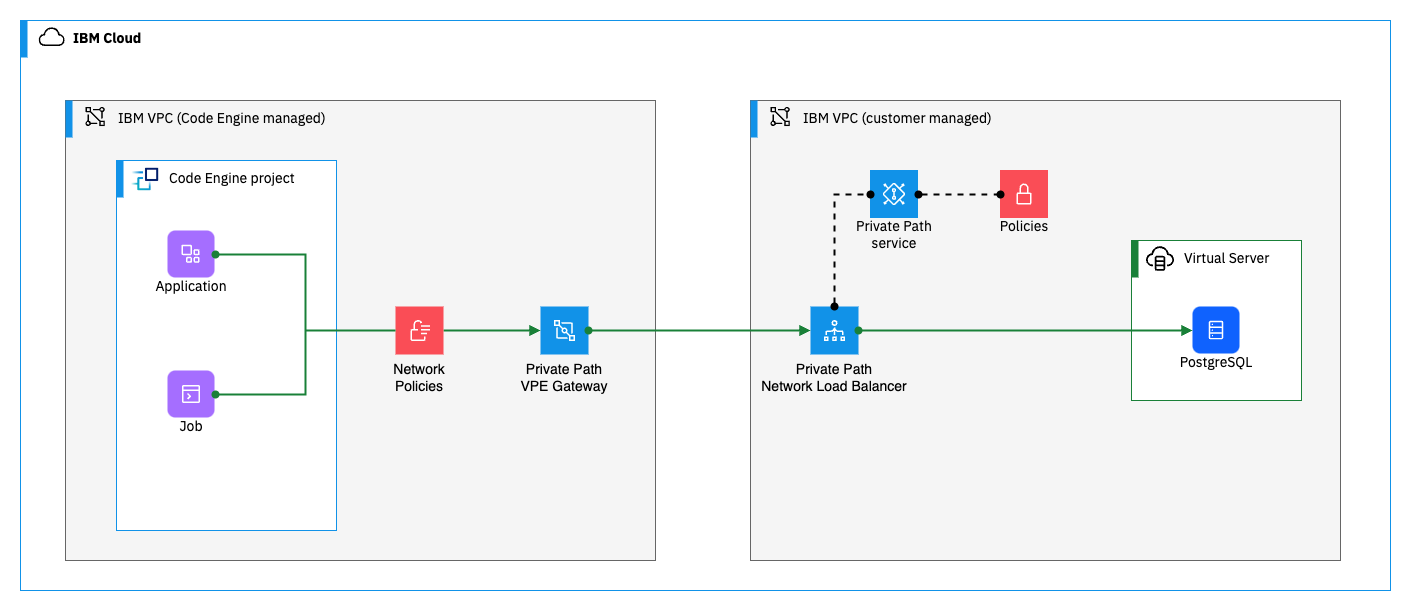 IBM Cloud
IBM VPC (Code Engine managed)
Code Engine project
Application
Job
Network
Policies
Private Path
VPE Gateway
IBM VPC (customer managed)
Private Path
service
Policies
Private Path
Network Load Balancer
Virtual Server
PostgreSQL